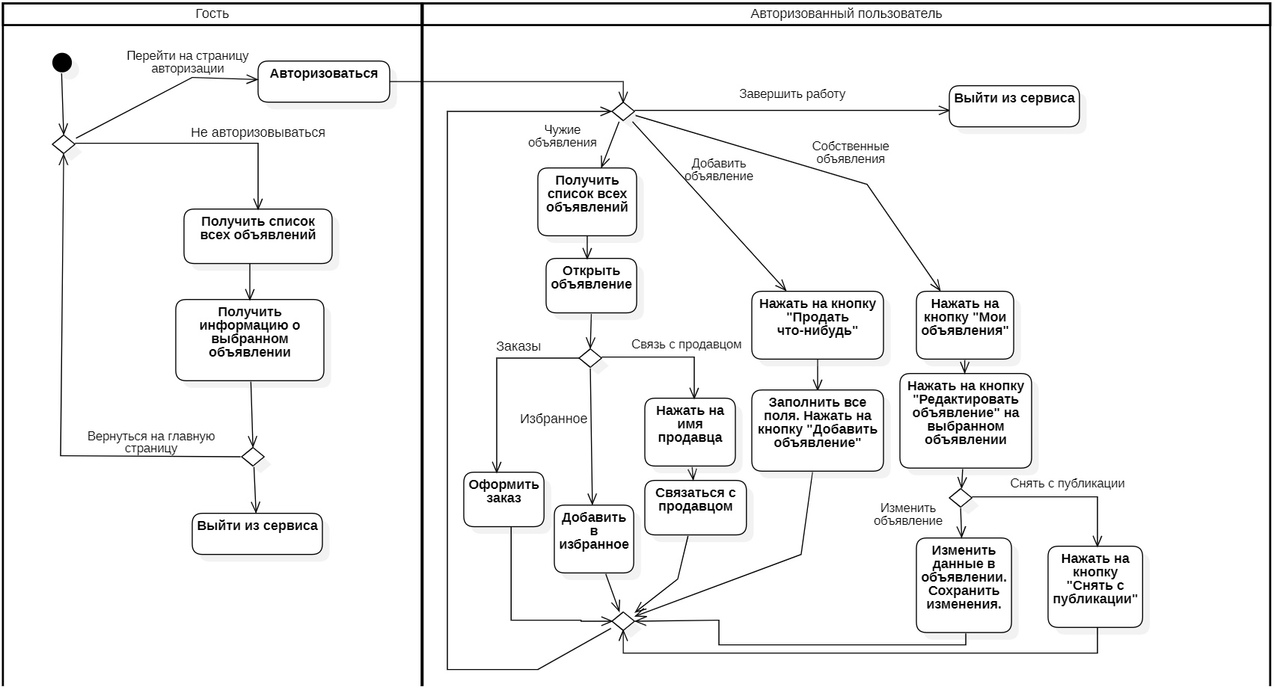 Гость
Авторизованный пользователь
Перейти на страницу
авторизации
Авторизоваться
Не авторизовываться
Получить список
всех объявлений
Получить
информацию о
выбранном
объявлении
Вернуться на главную
страницу
Выйти из сервиса
Завершить работу
Выйти из сервиса
Чужие
объявления
Добавить
объявление
Собственные
объявления
Получить
список всех
объявлений
Открыть
объявление
Заказы
Связь с продавцом
Избранное
Нажать на
имя
продавца
Оформить
заказ
Добавить
в
избранное
Связаться с
продавцом
Нажать на кнопку
"Продать
что-нибудь"
Заполнить все
поля. Нажать на
кнопку "Добавить
объявление"
Нажать на
кнопку "Мои
объявления"
Нажать на кнопку
"Редактировать
объявление" на
выбранном
объявлении
Снять с публикации
Изменить
объявление
Изменить
данные в
объявлении.
Сохранить
изменения.
Нажать на
кнопку
"Снять с
публикации"